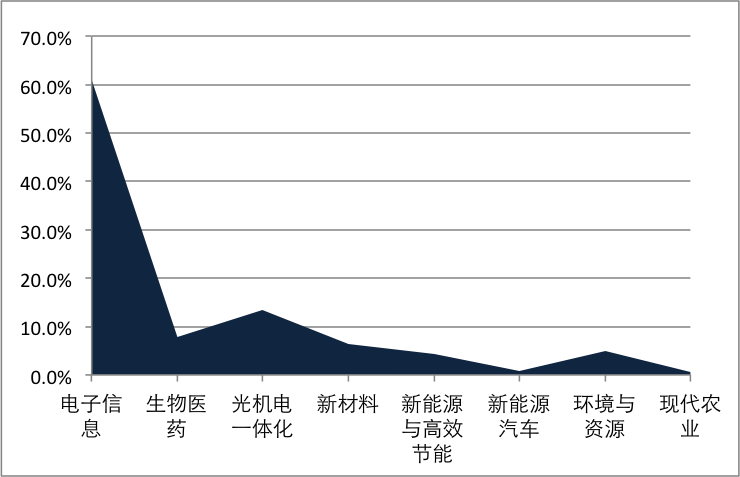 70.0%
60.0%
50.0%
40.0%
30.0%
20.0%
10.0%
0.0%
电子信
息
生物医
药
光机电
一体化
新材料
新能源
与高效
节能
新能源
汽车
环境与
资源
现代农
业